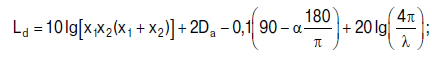 L_d = 10 lg[x_1x_2(x_1 + x_2)] + 2D_a − 0,1(90 − α 180/π) + 20 lg(4π/λ);